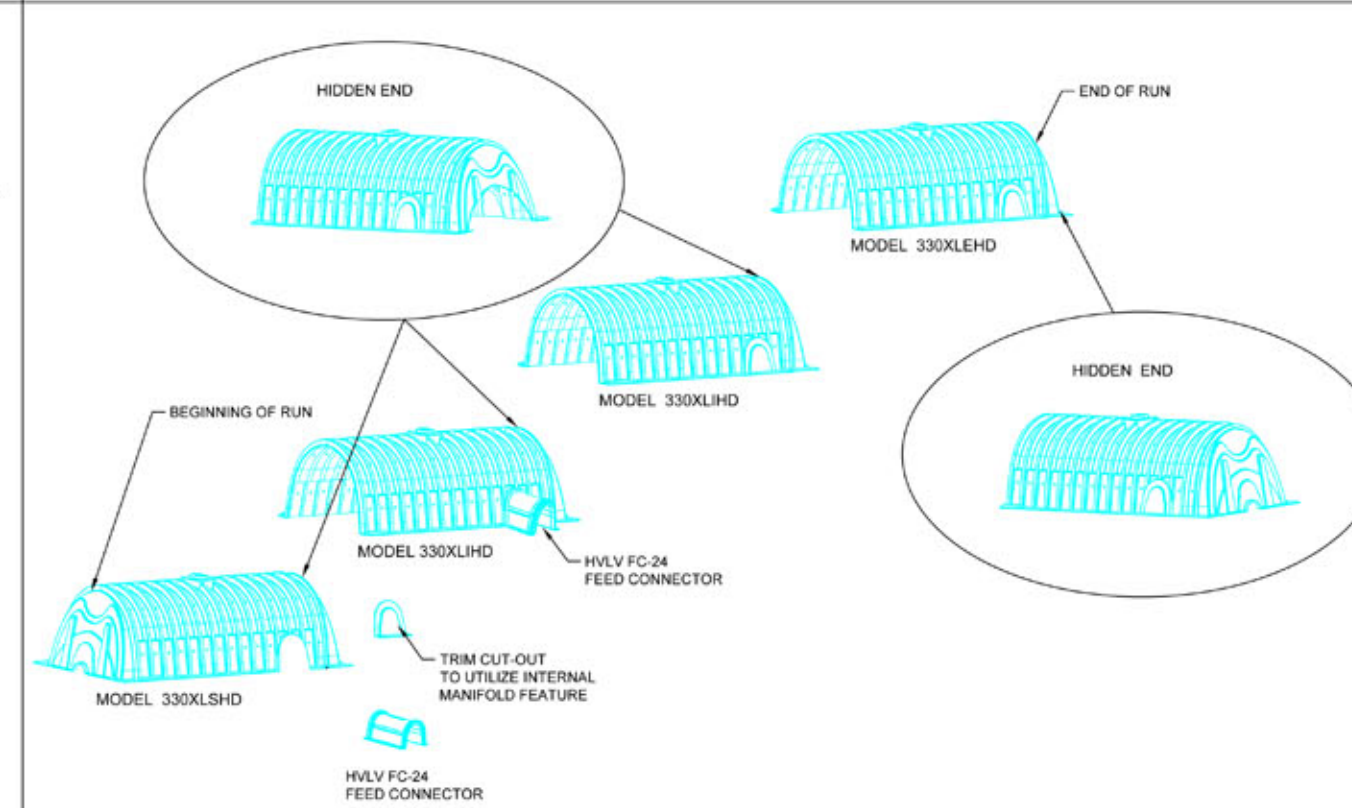 HIDDEN END
END OF RUN
MODEL 330XLEHD
MODEL 330XLIHD
HIDDEN END
BEGINNING OF RUN
MODEL 330XLIHD
HVLV FC-24
FEED CONNECTOR
MODEL 330XLSHD
TRIM CUT-OUT
TO UTILIZE INTERNAL
MANIFOLD FEATURE
HVLV FC-24
FEED CONNECTOR